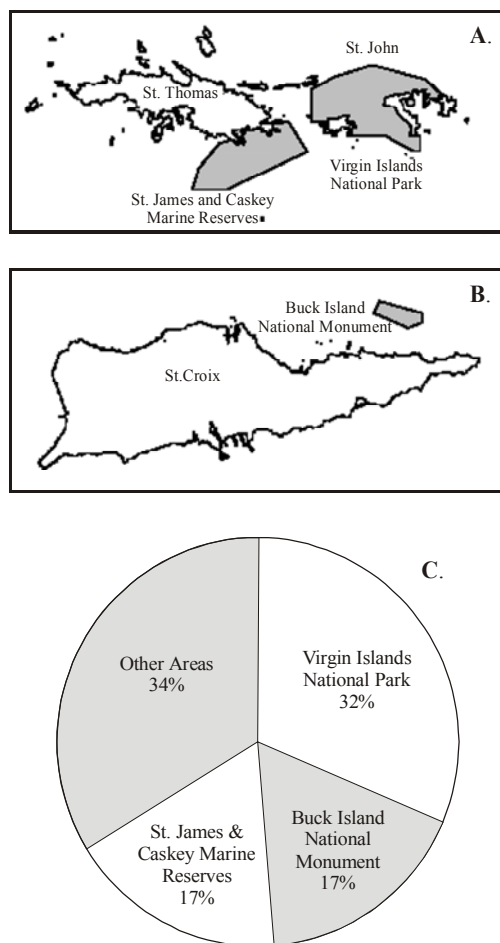 A.
St. John
St. Thomas
Virgin Islands
National Park
St. James and Caskey
Marine Reserves
B.
Buck Island
National Monument
St.Croix
C.
Other Areas
34%
Virgin Islands
National Park
32%
St. James &
Caskey Marine
Reserves
17%
Buck Island
National
Monument
17%